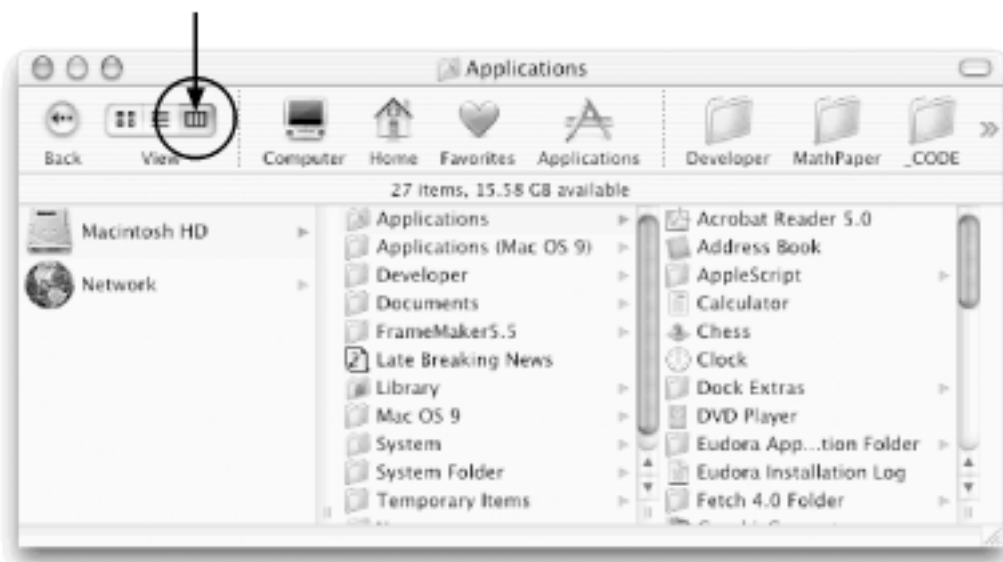 Applications
Back
View
Computer
Home
Favorites
Applications
Developer
MathPaper
_CODE
27 items, 15.58 GB available
Macintosh HD
Network
Applications
Applications (Mac OS 9)
Developer
Documents
FrameMaker5.5
Late Breaking News
Library
Mac OS 9
System
System Folder
Temporary Items
Acrobat Reader 5.0
Address Book
AppleScript
Calculator
Chess
Clock
Dock Extras
DVD Player
Eudora App...tion Folder
Eudora Installation Log
Fetch 4.0 Folder